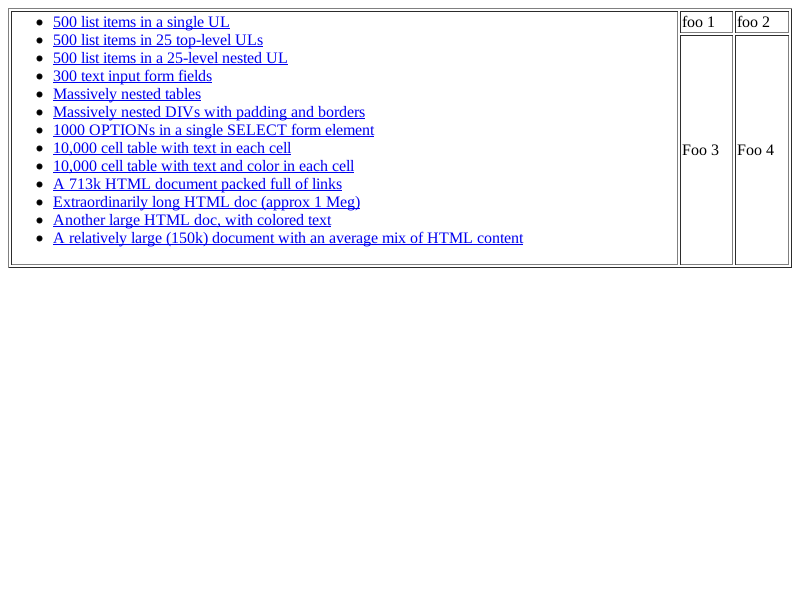 500 list items in a single UL
500 list items in 25 top-level ULs
500 list items in a 25-level nested UL
300 text input form fields
Massively nested tables
Massively nested DIVs with padding and borders
1000 OPTIONs in a single SELECT form element
10,000 cell table with text in each cell
10,000 cell table with text and color in each cell
A 713k HTML document packed full of links
Extraordinarily long HTML doc (approx 1 Meg)
Another large HTML doc, with colored text
A relatively large (150k) document with an average mix of HTML content
foo 1
foo 2
Foo 3
Foo 4